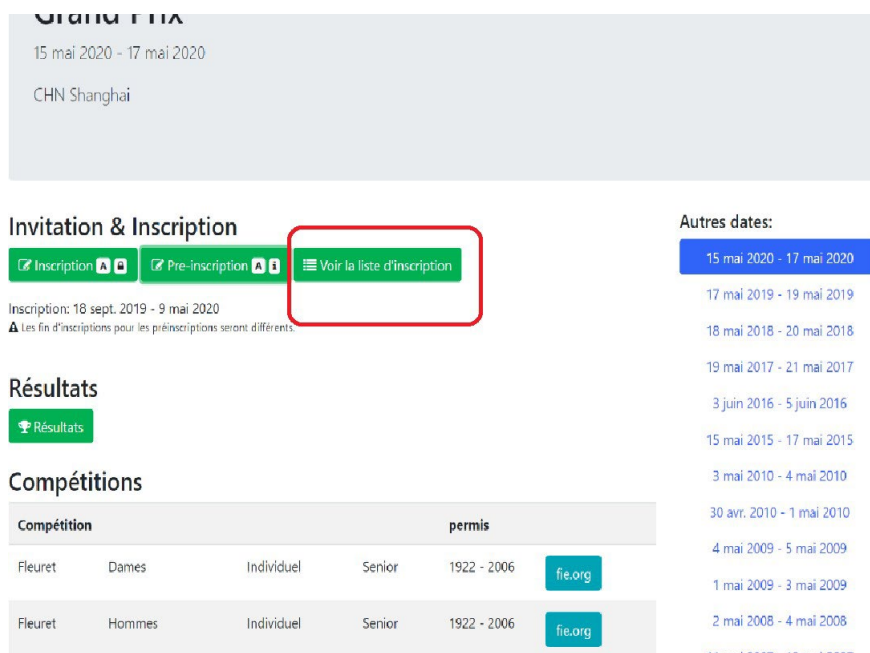 Grand Prix
15 mai 2020 - 17 mai 2020
CHN Shanghai
Invitation & Inscription
Inscription A Pre-inscription A i Voir la liste d'inscription
Inscription: 18 sept. 2019 - 9 mai 2020
Les fin d'inscriptions pour les préinscriptions seront différents.
Résultats
Résultats
Compétitions
Compétition permis
Fleuret Dames Individuel Senior 1922 - 2006 fie.org
Fleuret Hommes Individuel Senior 1922 - 2006 fie.org
Autres dates:
15 mai 2020 - 17 mai 2020
17 mai 2019 - 19 mai 2019
18 mai 2018 - 20 mai 2018
19 mai 2017 - 21 mai 2017
3 juin 2016 - 5 juin 2016
15 mai 2015 - 17 mai 2015
3 mai 2010 - 4 mai 2010
30 avr. 2010 - 1 mai 2010
4 mai 2009 - 5 mai 2009
1 mai 2009 - 3 mai 2009
2 mai 2008 - 4 mai 2008